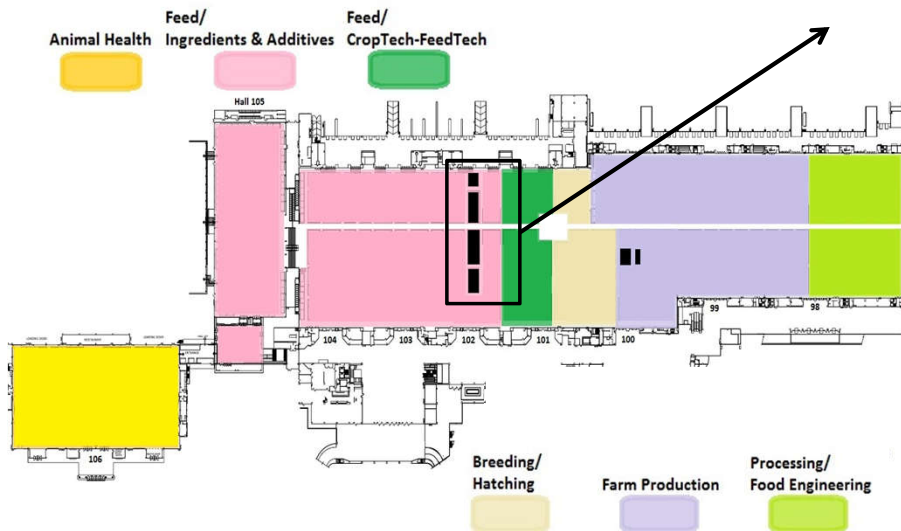 Animal Health
Feed/
Ingredients & Additives
Feed/
CropTech-FeedTech
Hall 105
104
103
102
101
100
99
98
106
Breeding/
Hatching
Farm Production
Processing/
Food Engineering